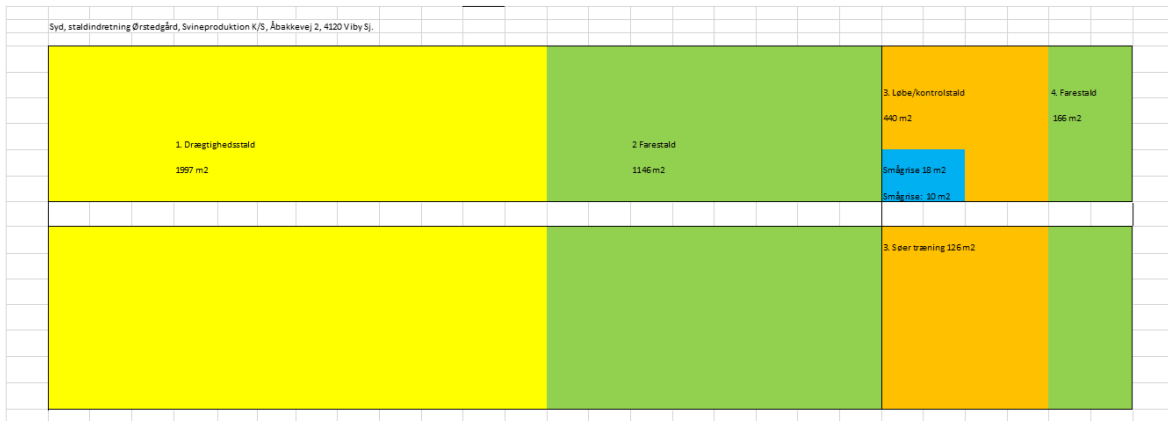 Syd, staldindretning Ørstedgård, Svineproduktion K/S, Åbakkevej 2, 4120 Viby Sj.
1. Drægtighedsstald
1997 m2
2 Farestald
1146 m2
3. Løbe/kontrolstald
440 m2
Smågrise 18 m2
Smågrise: 10 m2
4. Farestald
166 m2
3. Søer træning 126 m2